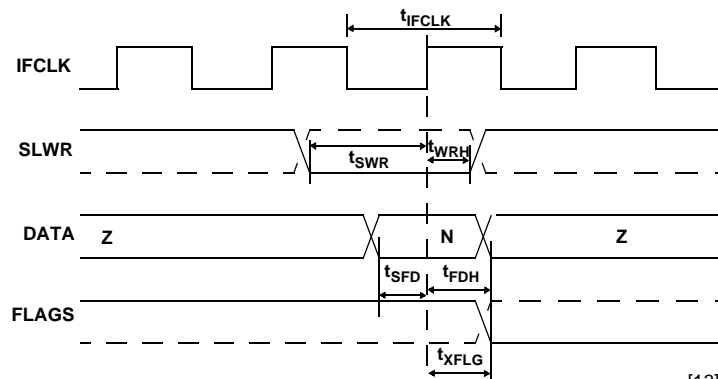 tIFCLK
IFCLK
SLWR
tSWR
tWRH
DATA
Z
N
Z
tSFD
tFDH
FLAGS
tXFLG